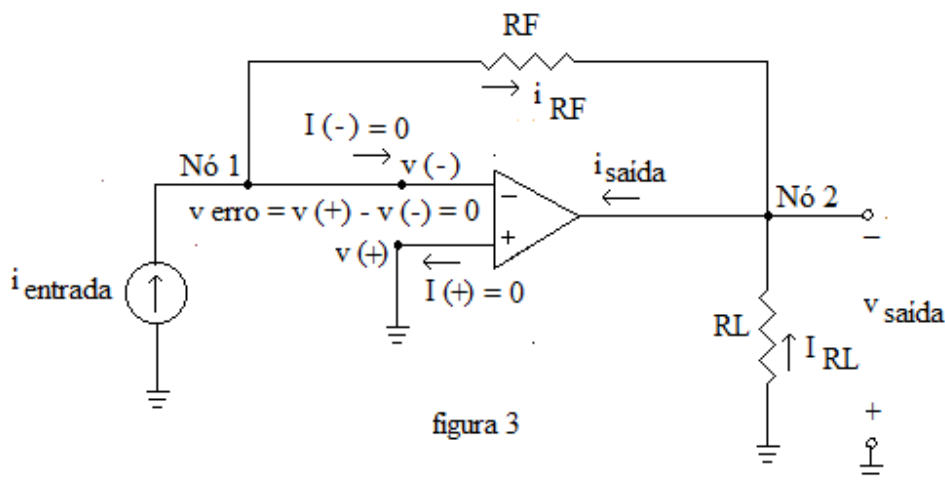 RF
i RF
I (-) = 0
Nó 1
v (-)
i saída
v erro = v (+) - v (-) = 0
−
Nó 2
−
v (+)
+
I (+) = 0
i entrada
RL
I RL
v saída
+
figura 3